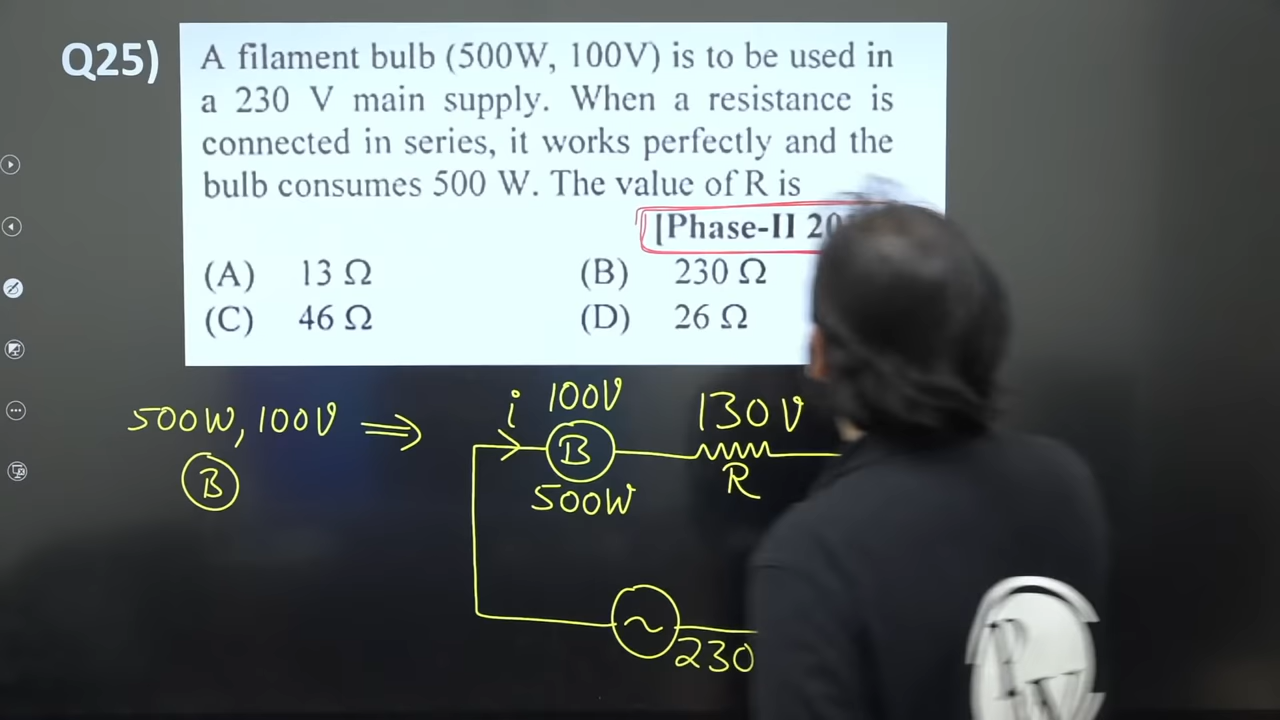 Q25)
A filament bulb (500W, 100V) is to be used in
a 230 V main supply. When a resistance is
connected in series, it works perfectly and the
bulb consumes 500 W. The value of R is
[Phase-II 20
(A) 13 Ω (B) 230 Ω
(C) 46 Ω (D) 26 Ω
500W, 100V ⇒
B
i 100V 130V
B
R
500W
~
230
PW